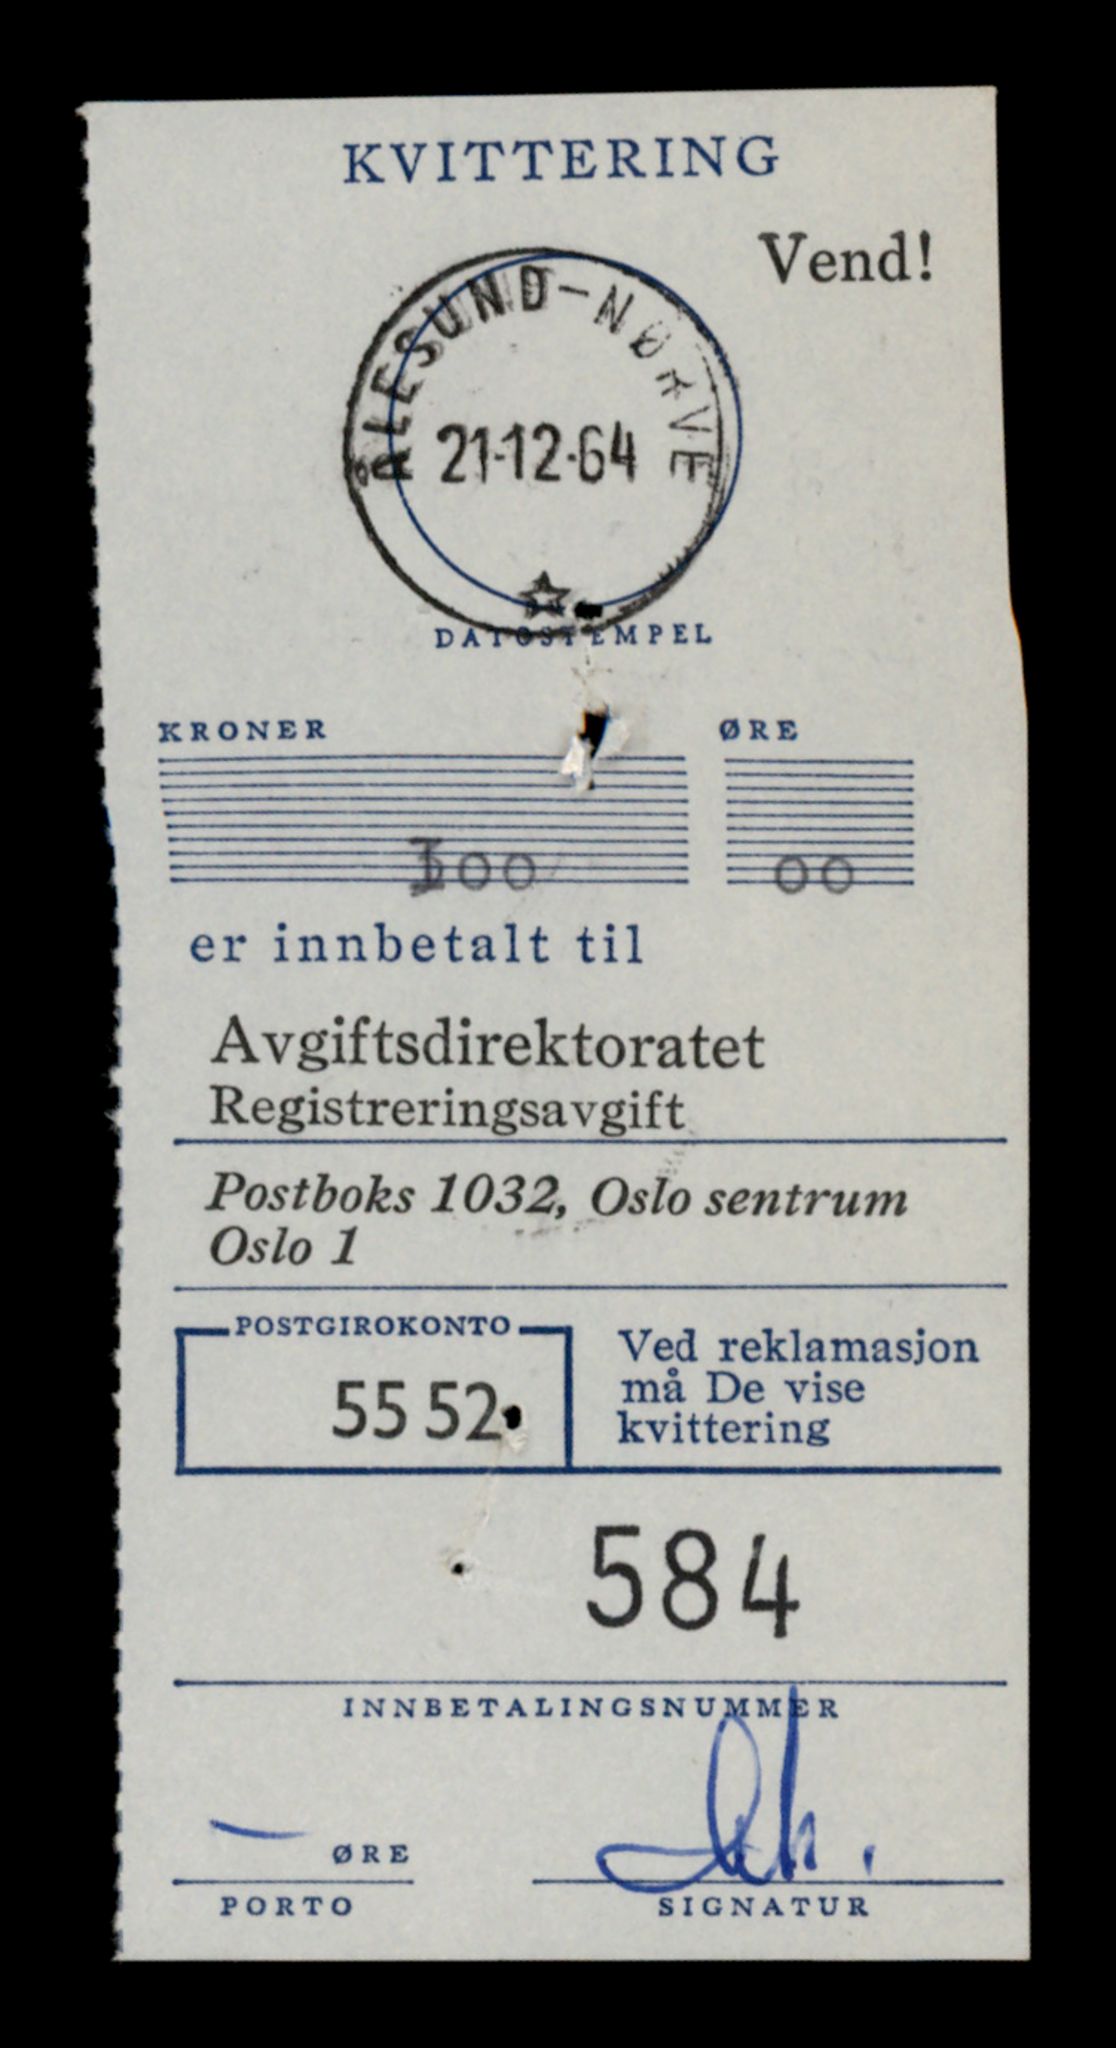 KVITTERING
Vend!
ÅLESUND-NØRVE
21-12-64
DATOSTEMPEL
KRONER ØRE
00
er innbetalt til
Avgiftsdirektoratet
Registreringsavgift
Postboks 1032, Oslo sentrum
Oslo 1
POSTGIROKONTO
55 52
Ved reklamasjon
må De vise
kvittering
584
INNBETALINGSNUMMER
— ØRE
PORTO
SIGNATUR